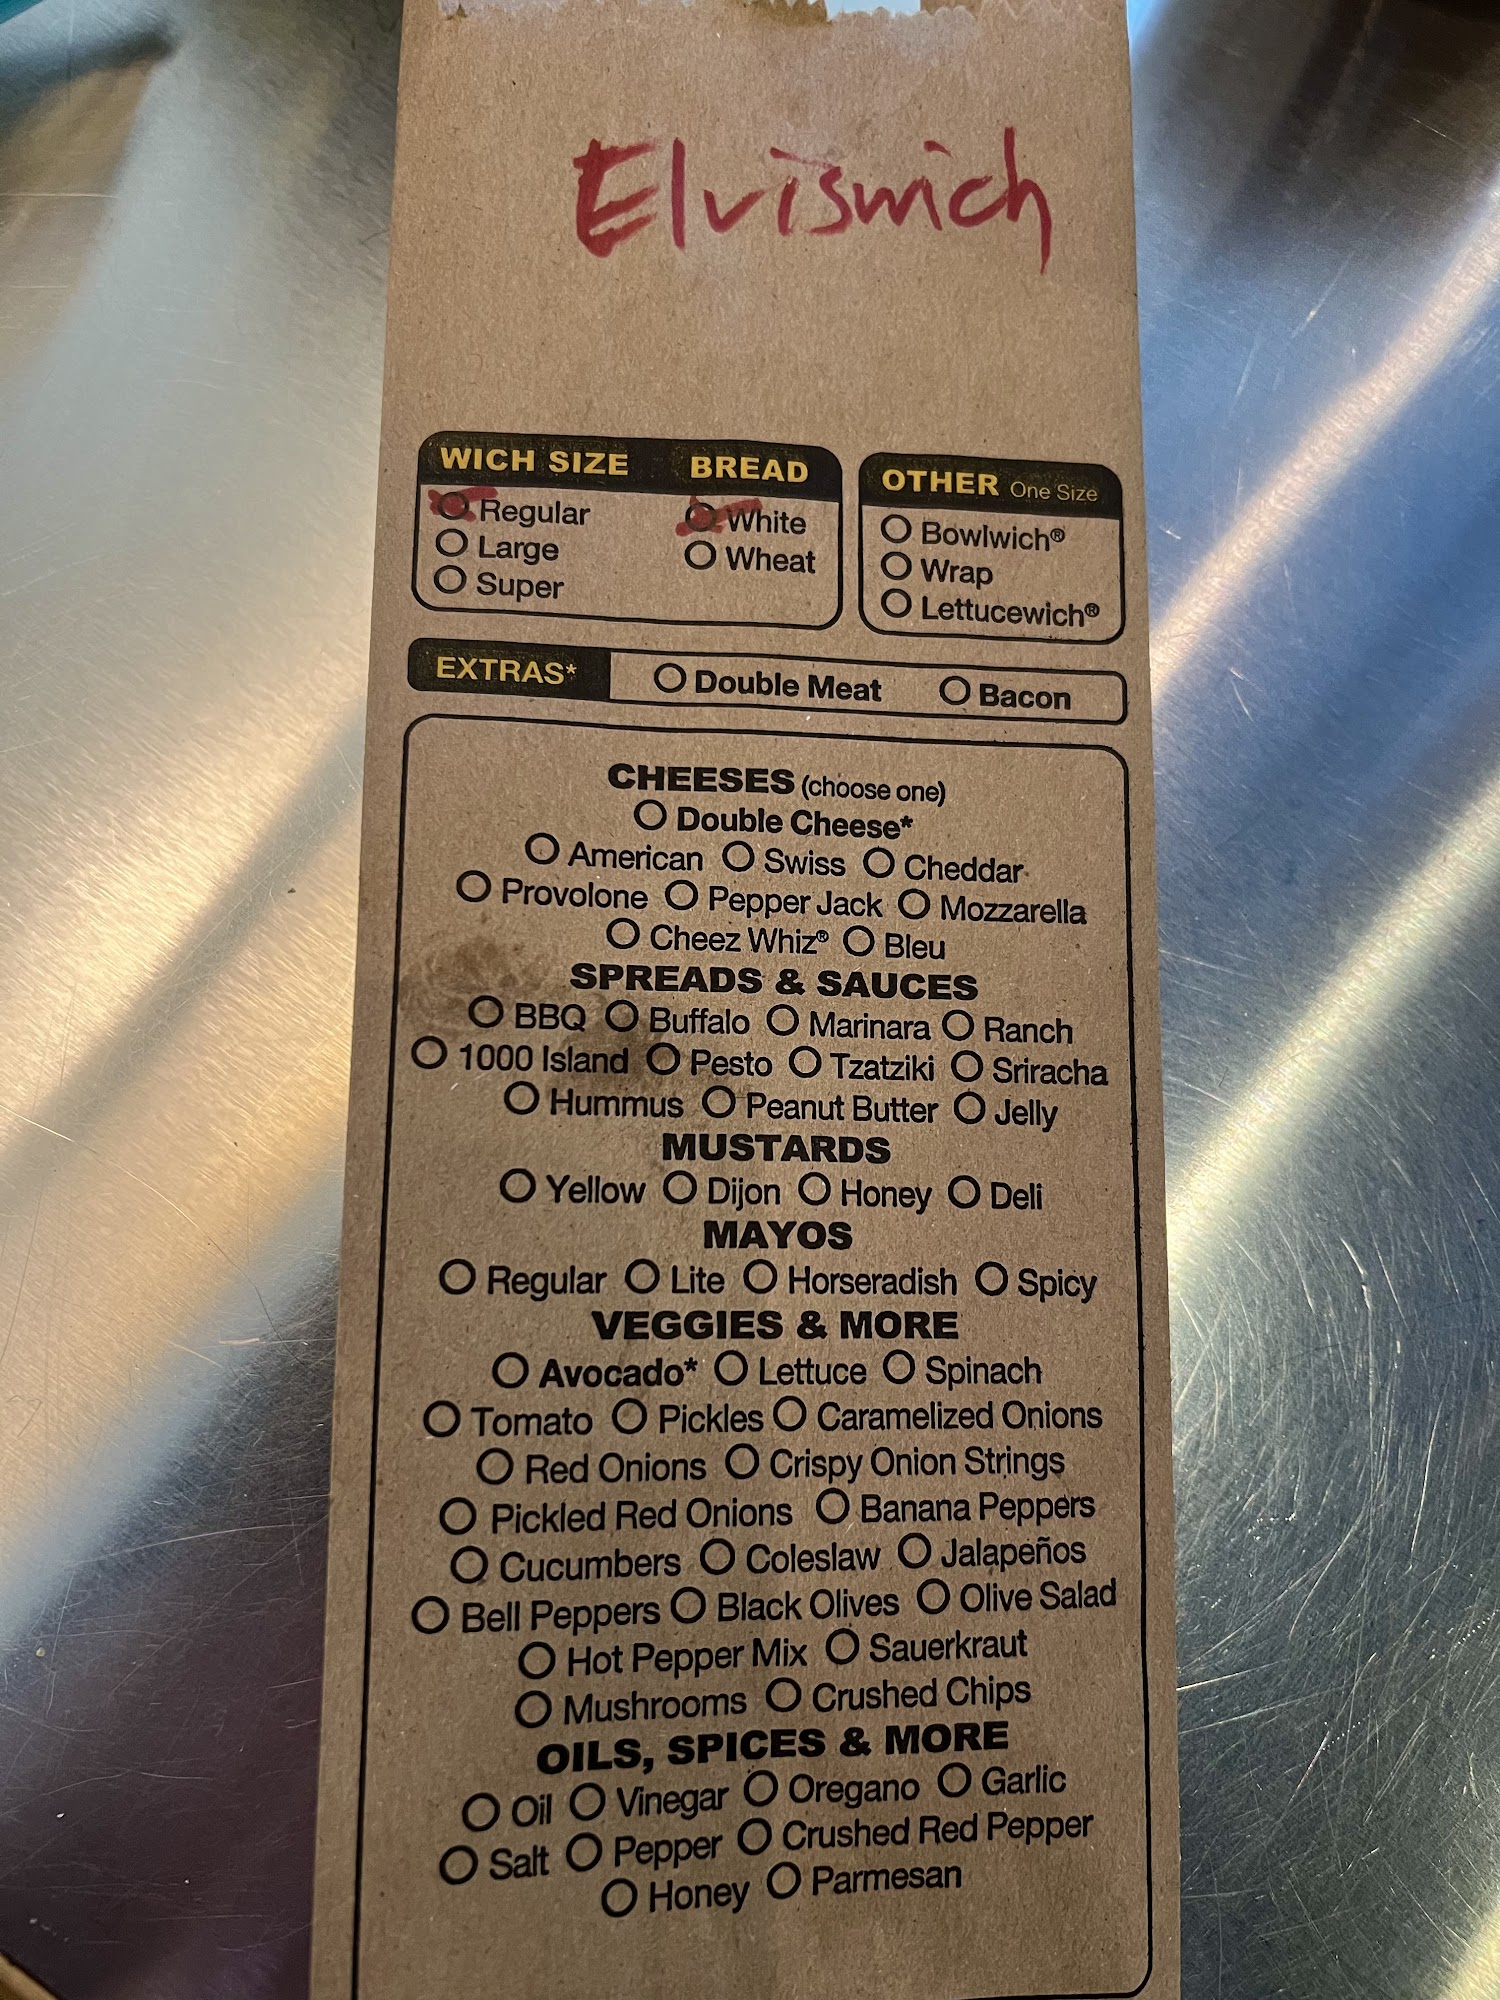 Elviswich
WICH SIZE BREAD
Regular White
Large Wheat
Super
OTHER One Size
Bowlwich®
Wrap
Lettucewich®
EXTRAS* Double Meat Bacon
CHEESES (choose one)
Double Cheese*
American Swiss Cheddar
Provolone Pepper Jack Mozzarella
Cheez Whiz® Bleu
SPREADS & SAUCES
BBQ Buffalo Marinara Ranch
1000 Island Pesto Tzatziki Sriracha
Hummus Peanut Butter Jelly
MUSTARDS
Yellow Dijon Honey Deli
MAYOS
Regular Lite Horseradish Spicy
VEGGIES & MORE
Avocado* Lettuce Spinach
Tomato Pickles Caramelized Onions
Red Onions Crispy Onion Strings
Pickled Red Onions Banana Peppers
Cucumbers Coleslaw Jalapeños
Bell Peppers Black Olives Olive Salad
Hot Pepper Mix Sauerkraut
Mushrooms Crushed Chips
OILS, SPICES & MORE
Oil Vinegar Oregano Garlic
Salt Pepper Crushed Red Pepper
Honey Parmesan